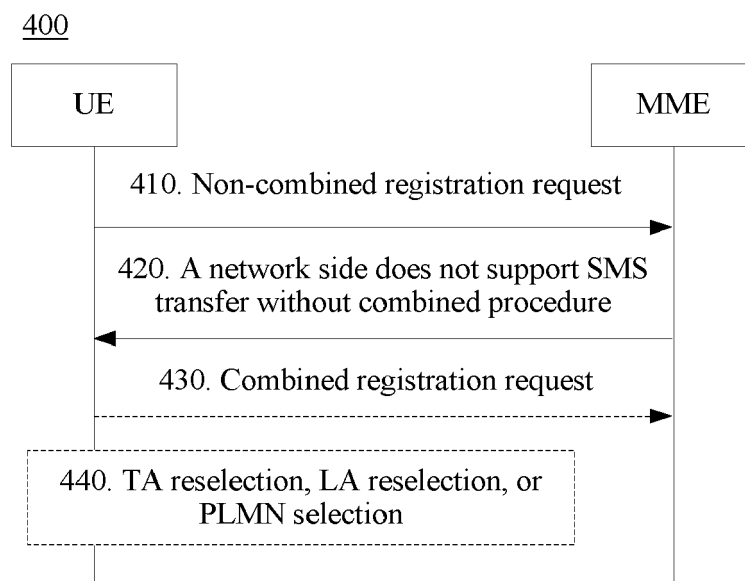 400
UE
MME
410. Non-combined registration request
420. A network side does not support SMS
transfer without combined procedure
430. Combined registration request
440. TA reselection, LA reselection, or
PLMN selection